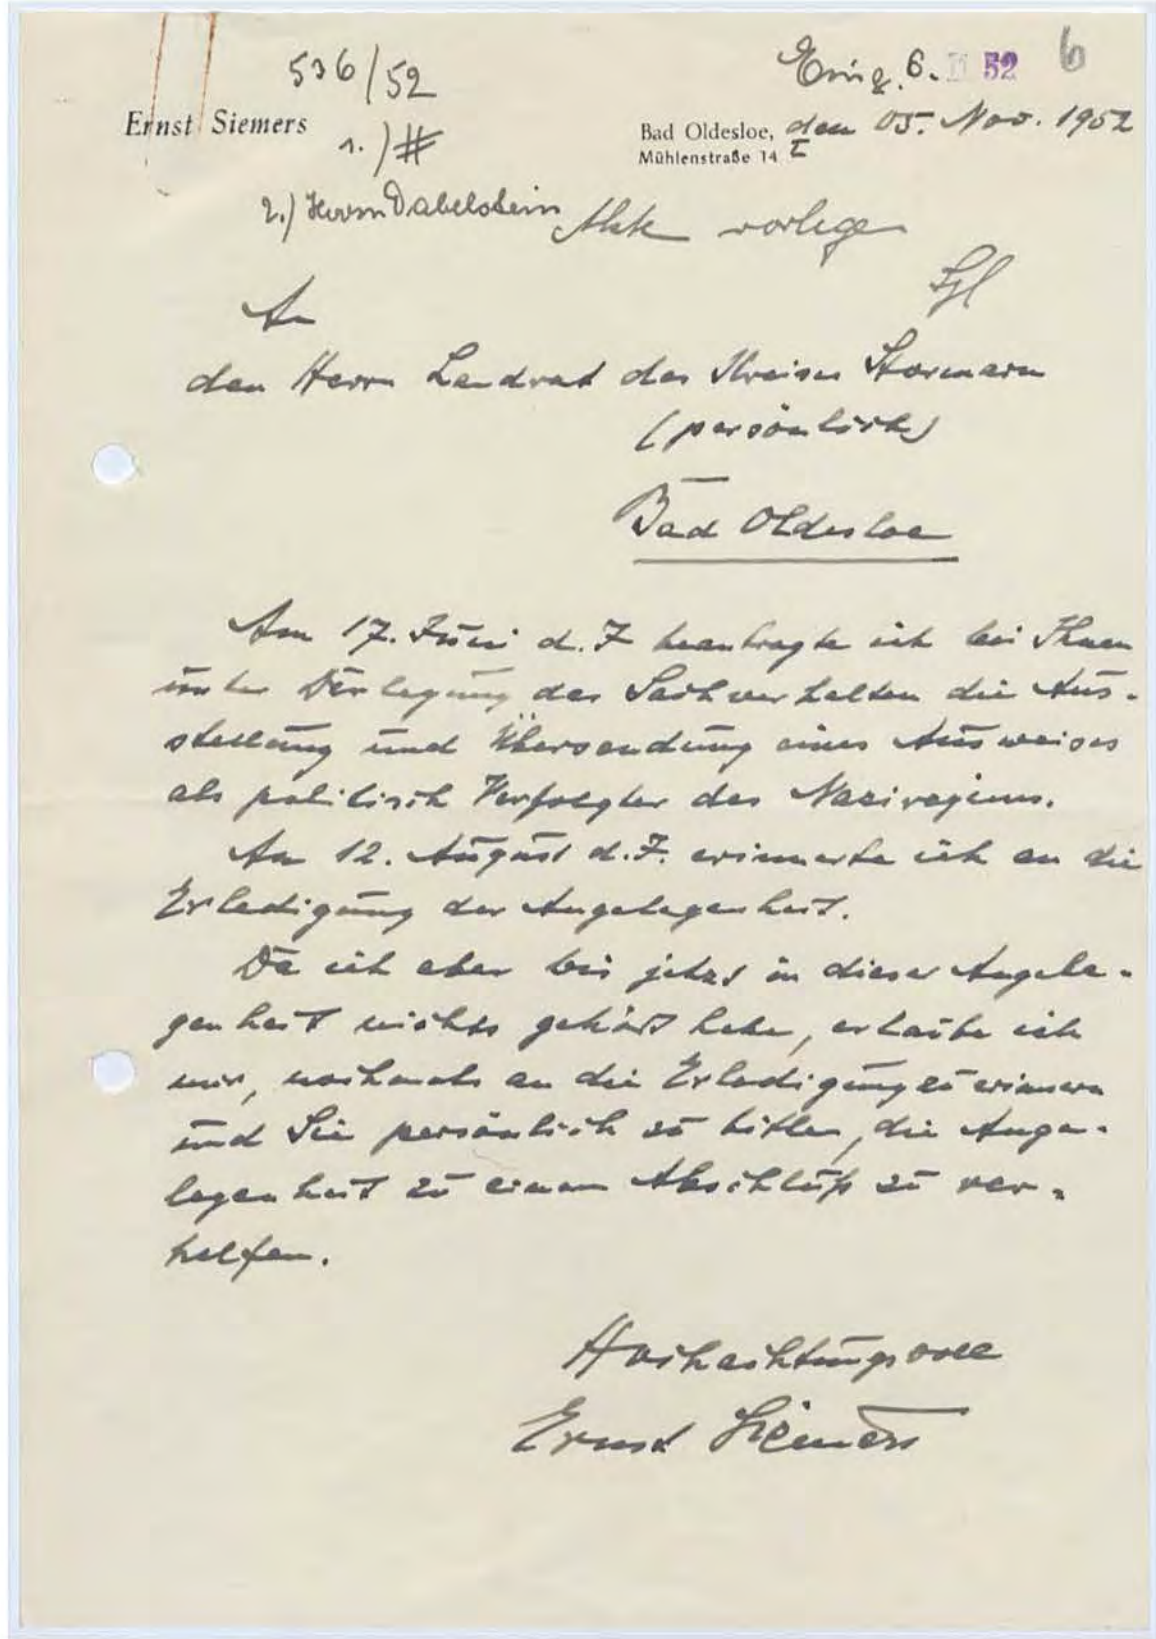 536/52
Eing. 6. 52 6
Ernst Siemers
1.) #
Bad Oldesloe, den 05. Nov. 1952
Mühlenstraße 14 I
2.) Herrn Dabelstein Akte vorlegen
An
den Herrn Landrat des Kreises Stormarn
(persönlich)
Bad Oldesloe
Am 17. Juni d. J. beantragte ich bei Ihnen
unter Darlegung des Sachverhaltes die Aus-
stellung und Übersendung eines Ausweises
als politisch Verfolgter des Naziregimes.
Am 12. August d. J. erinnerte ich an die
Erledigung der Angelegenheit.
Da ich aber bis jetzt in dieser Angele-
genheit nichts gehört habe, erlaube ich
mir, nochmals an die Erledigung zu erinnern
und Sie persönlich zu bitten, die Ange-
legenheit zu einem Abschluß zu ver-
helfen.
Hochachtungsvoll
Ernst Siemers